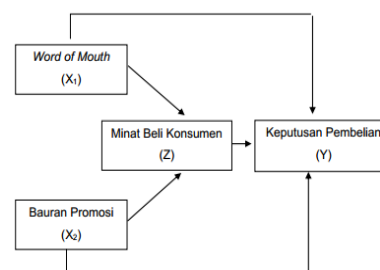 Word of Mouth
(X₁)
Minat Beli Konsumen
(Z)
Keputusan Pembelian
(Y)
Bauran Promosi
(X₂)